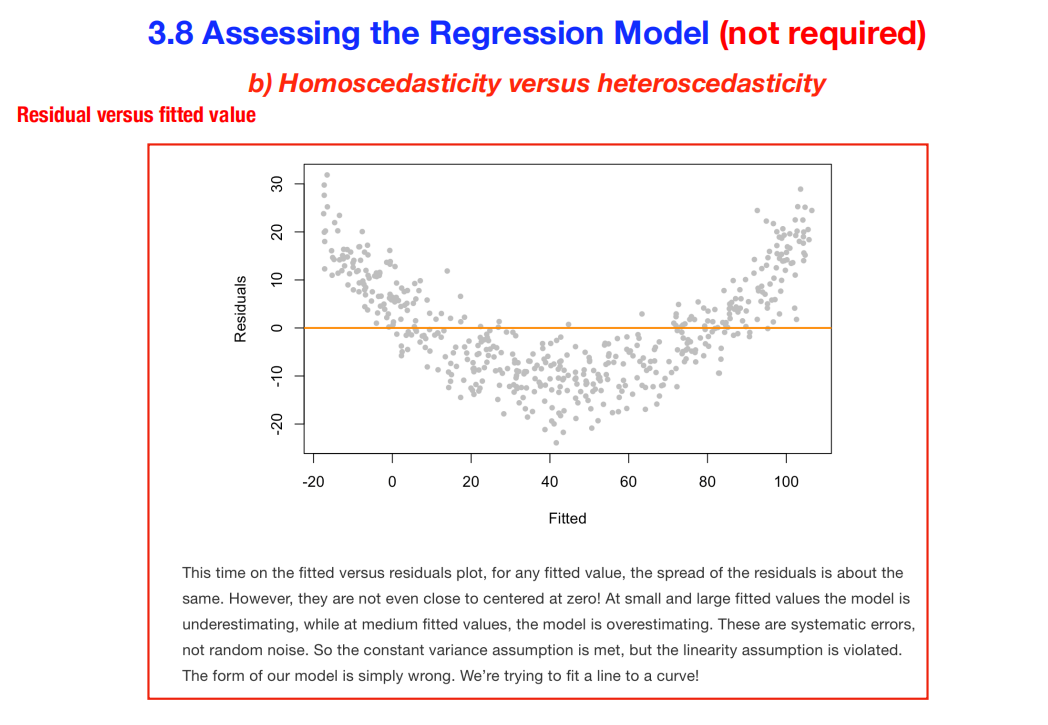 3.8 Assessing the Regression Model (not required)
b) Homoscedasticity versus heteroscedasticity
Residual versus fitted value
30
20
10
0
-10
-20
Residuals
-20 0 20 40 60 80 100
Fitted
This time on the fitted versus residuals plot, for any fitted value, the spread of the residuals is about the
same. However, they are not even close to centered at zero! At small and large fitted values the model is
underestimating, while at medium fitted values, the model is overestimating. These are systematic errors,
not random noise. So the constant variance assumption is met, but the linearity assumption is violated.
The form of our model is simply wrong. We’re trying to fit a line to a curve!